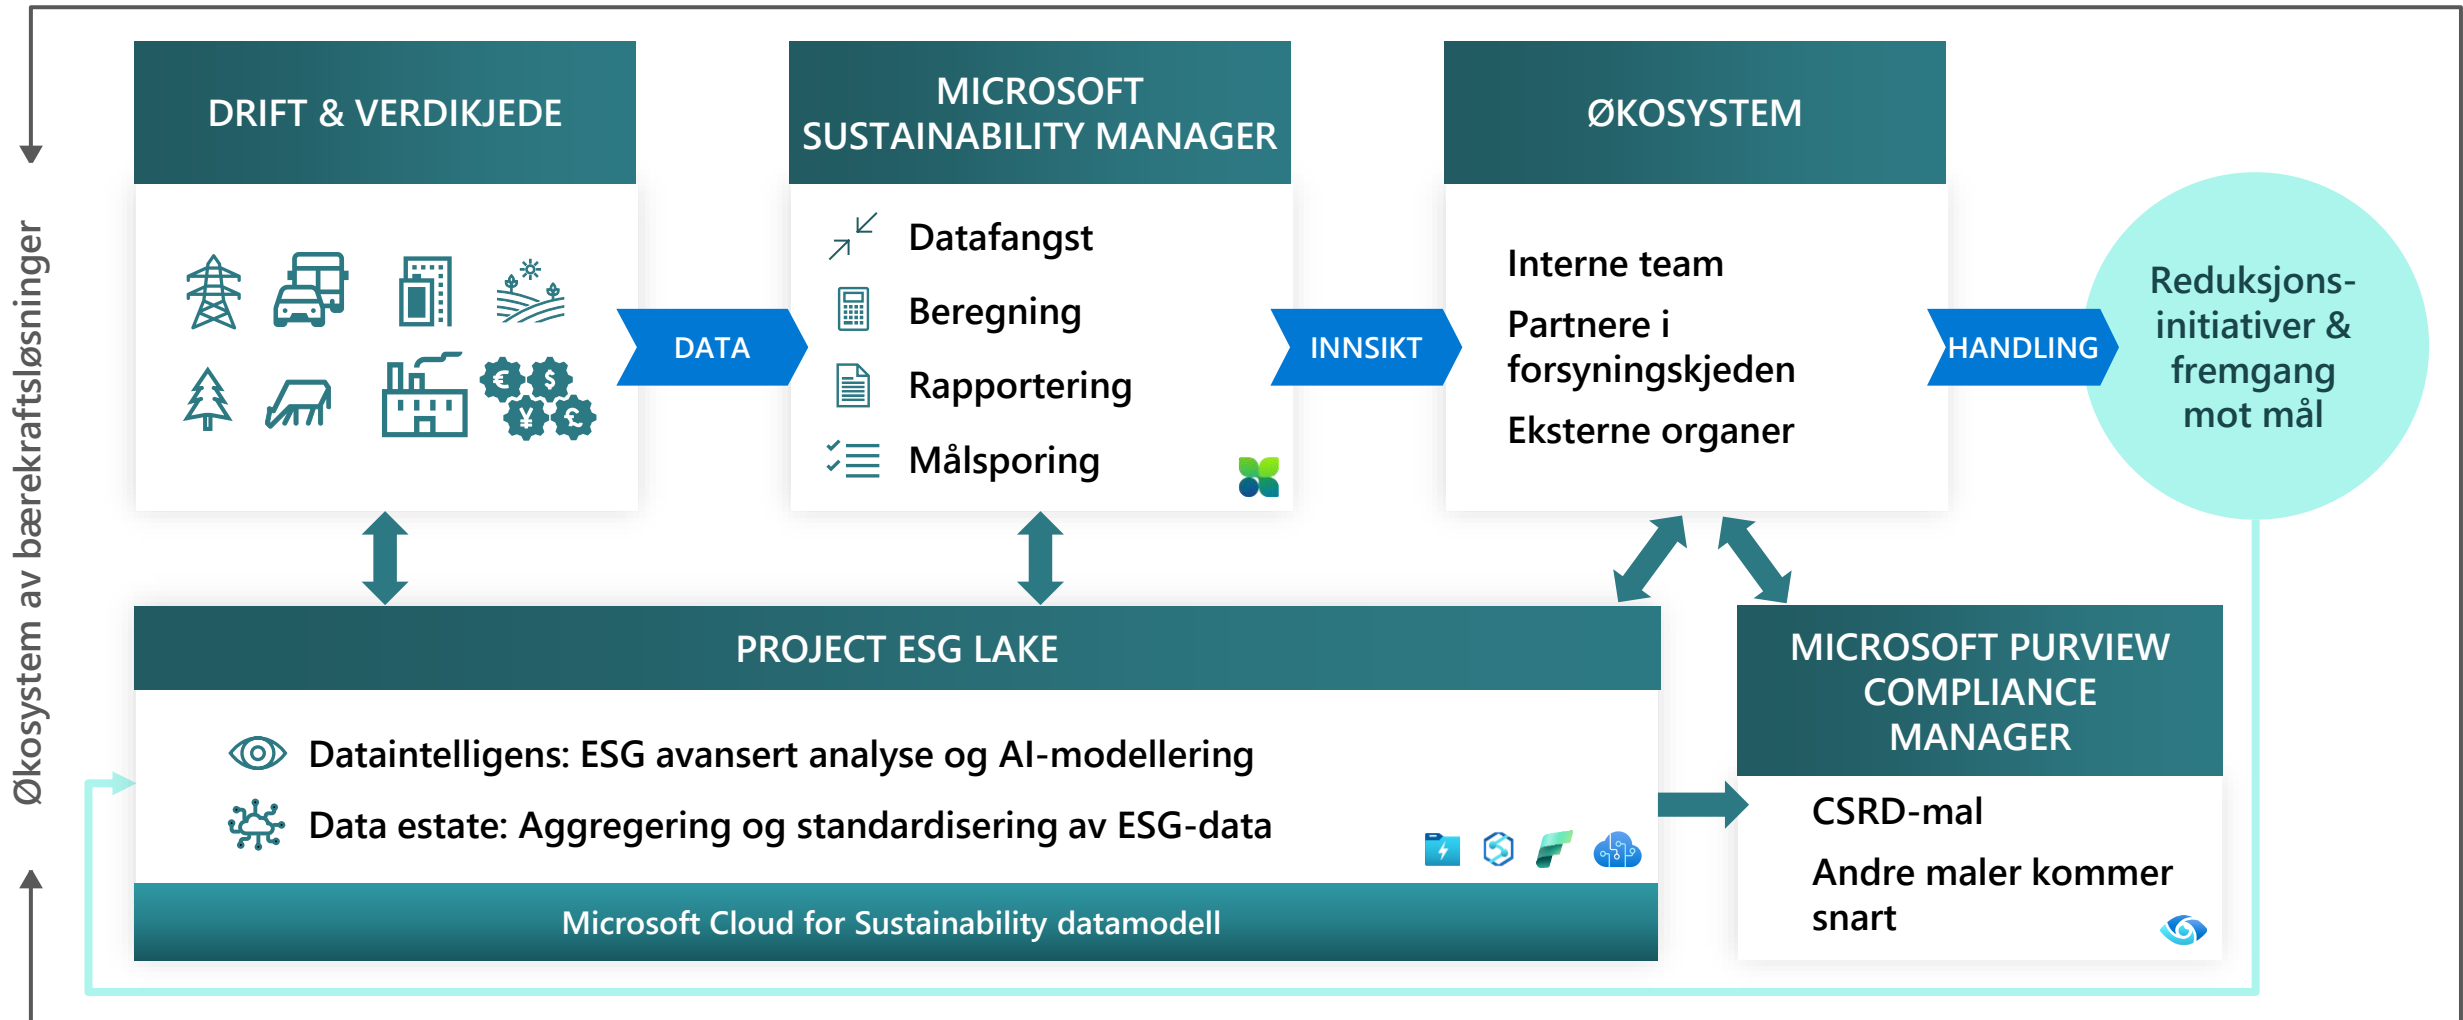 Økosystem av bærekraftsløsninger
DRIFT & VERDIKJEDE
DATA
MICROSOFT
SUSTAINABILITY MANAGER
Datafangst
Beregning
Rapportering
Målsporing
INNSIKT
ØKOSYSTEM
Interne team
Partnere i
forsyningskjeden
Eksterne organer
HANDLING
Reduksjons-
initiativer &
fremgang
mot mål
PROJECT ESG LAKE
Dataintelligens: ESG avansert analyse og AI-modellering
Data estate: Aggregering og standardisering av ESG-data
Microsoft Cloud for Sustainability datamodell
MICROSOFT PURVIEW
COMPLIANCE
MANAGER
CSRD-mal
Andre maler kommer
snart